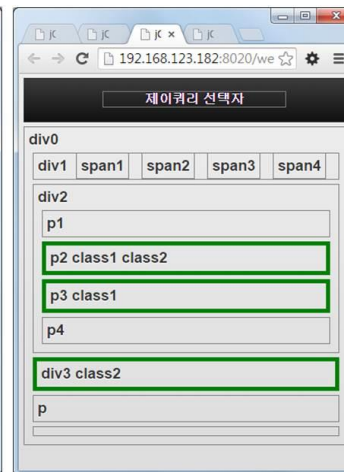 jC
jC
jC
jC
192.168.123.182:8020/we
제이쿼리 선택자
div0
div1 span1 span2 span3 span4
div2
p1
p2 class1 class2
p3 class1
p4
div3 class2
p